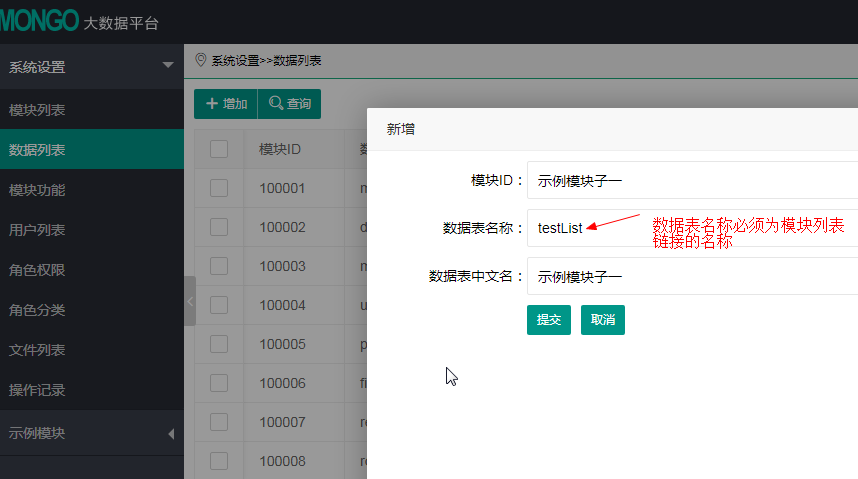 MONGO 大数据平台
系统设置
模块列表
数据列表
模块功能
用户列表
角色权限
角色分类
文件列表
操作记录
示例模块
系统设置>>数据列表
增加 查询
模块ID
100001
100002
100003
100004
100005
100006
100007
100008
新增
模块ID： 示例模块子一
数据表名称： testList
数据表名称必须为模块列表
链接的名称
数据表中文名： 示例模块子一
提交 取消